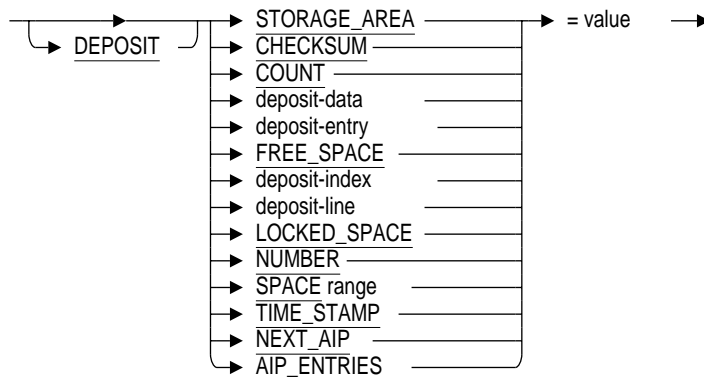 STORAGE_AREA = value
DEPOSIT CHECKSUM
COUNT
deposit-data
deposit-entry
FREE_SPACE
deposit-index
deposit-line
LOCKED_SPACE
NUMBER
SPACE range
TIME_STAMP
NEXT_AIP
AIP_ENTRIES